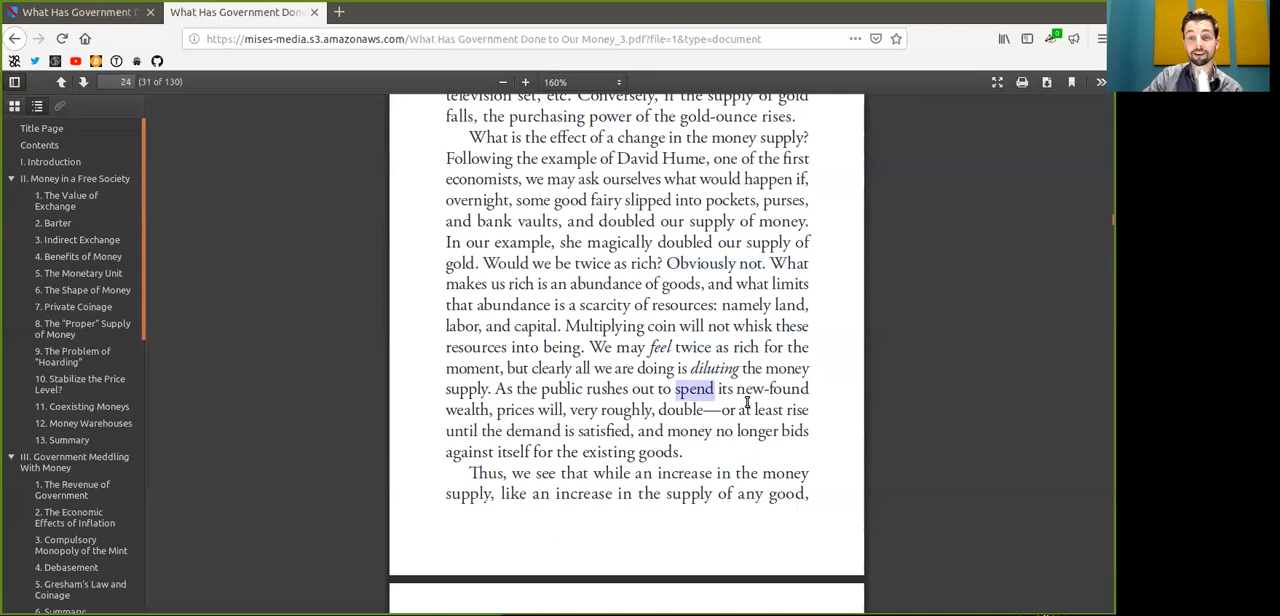 What Has Government D
What Has Government Don
https://mises-media.s3.amazonaws.com/What Has Government Done to Our Money_3.pdf?file=1&type=document
0
24 (31 of 130)
160%
Title Page
Contents
I. Introduction
II. Money in a Free Society
1. The Value of
Exchange
2. Barter
3. Indirect Exchange
4. Benefits of Money
5. The Monetary Unit
6. The Shape of Money
7. Private Coinage
8. The "Proper" Supply
of Money
9. The Problem of
"Hoarding"
10. Stabilize the Price
Level?
11. Coexisting Moneys
12. Money Warehouses
13. Summary
III. Government Meddling
With Money
1. The Revenue of
Government
2. The Economic
Effects of Inflation
3. Compulsory
Monopoly of the Mint
4. Debasement
5. Gresham's Law and
Coinage
6. Summary:
television set, etc. Conversely, if the supply of gold
falls, the purchasing power of the gold-ounce rises.
What is the effect of a change in the money supply?
Following the example of David Hume, one of the first
economists, we may ask ourselves what would happen if,
overnight, some good fairy slipped into pockets, purses,
and bank vaults, and doubled our supply of money.
In our example, she magically doubled our supply of
gold. Would we be twice as rich? Obviously not. What
makes us rich is an abundance of goods, and what limits
that abundance is a scarcity of resources: namely land,
labor, and capital. Multiplying coin will not whisk these
resources into being. We may feel twice as rich for the
moment, but clearly all we are doing is diluting the money
supply. As the public rushes out to spend its new-found
wealth, prices will, very roughly, double—or at least rise
until the demand is satisfied, and money no longer bids
against itself for the existing goods.
Thus, we see that while an increase in the money
supply, like an increase in the supply of any good,